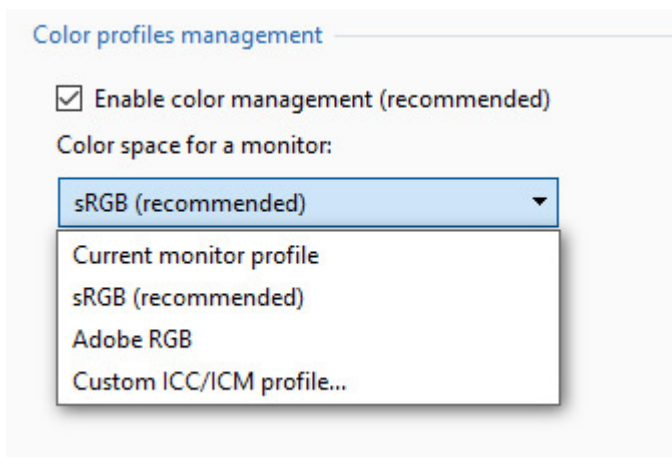 Color profiles management
Enable color management (recommended)
Color space for a monitor:
sRGB (recommended)
Current monitor profile
sRGB (recommended)
Adobe RGB
Custom ICC/ICM profile...